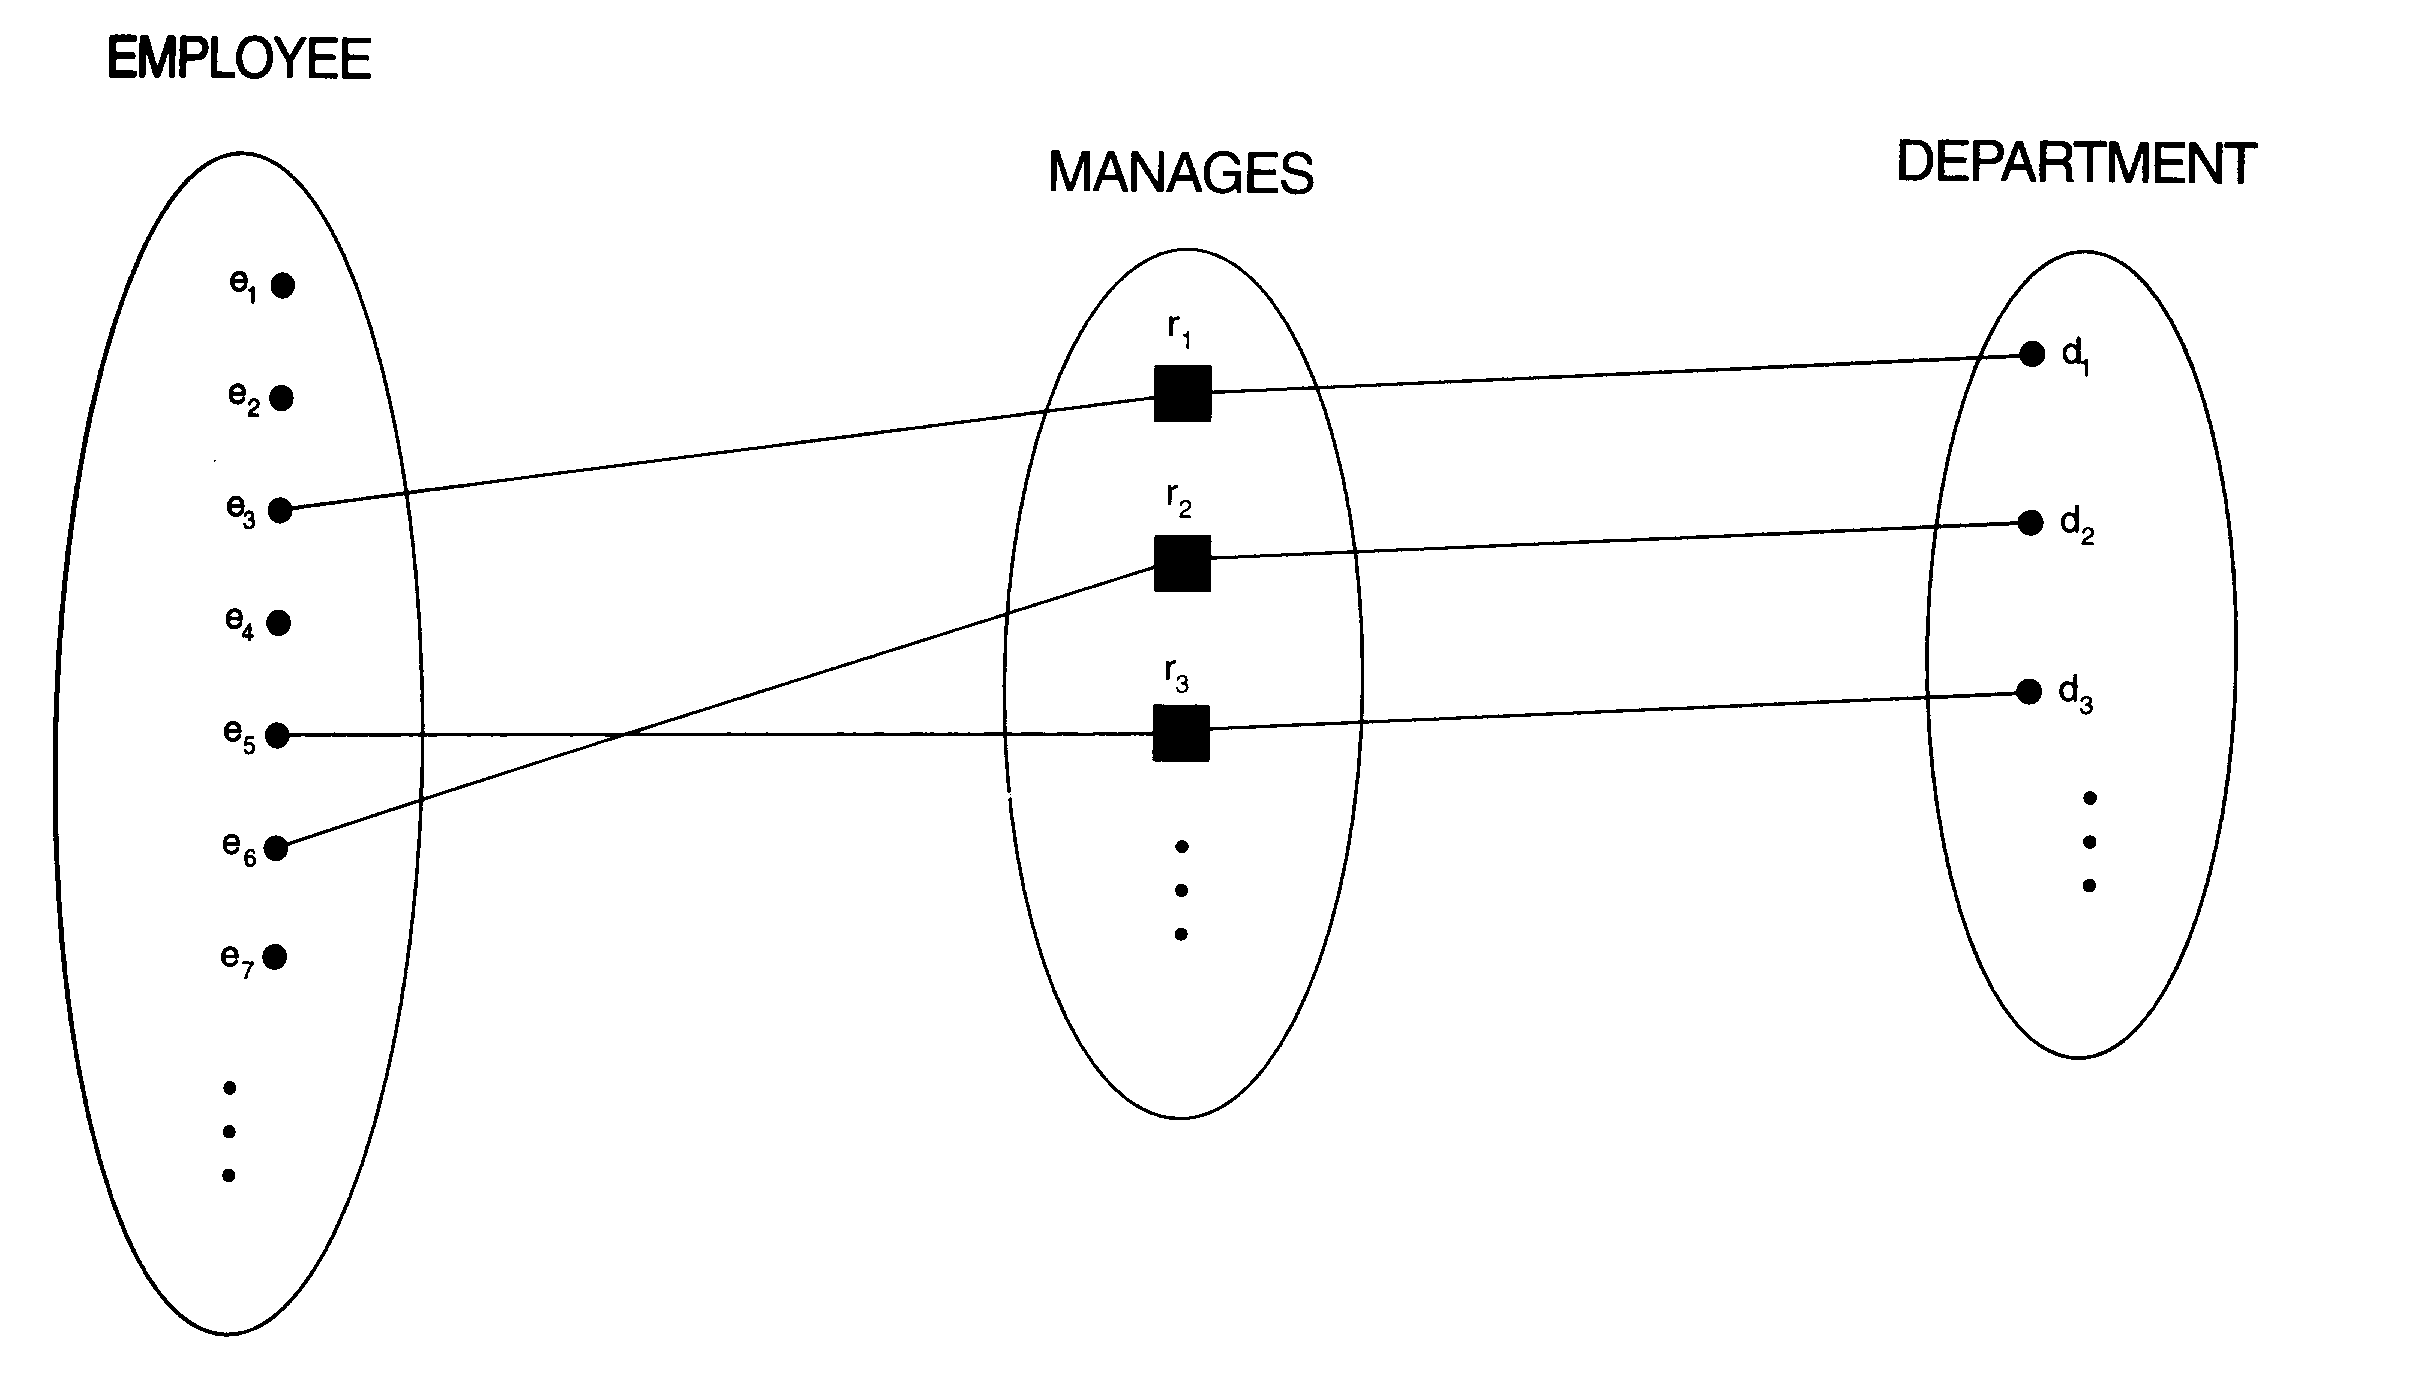 EMPLOYEE
MANAGES
DEPARTMENT
e1
e2
e3
e4
e5
e6
e7
r1
r2
r3
d1
d2
d3